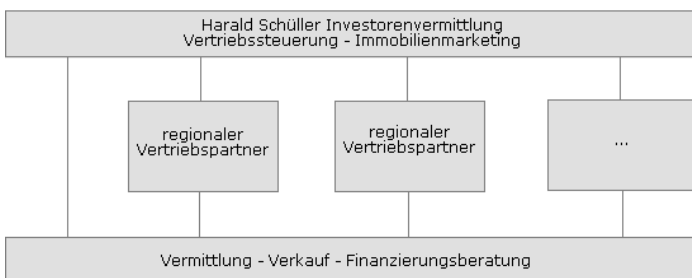 Harald Schüller Investorenvermittlung
Vertriebssteuerung - Immobilienmarketing
regionaler
Vertriebspartner
regionaler
Vertriebspartner
...
Vermittlung - Verkauf - Finanzierungsberatung